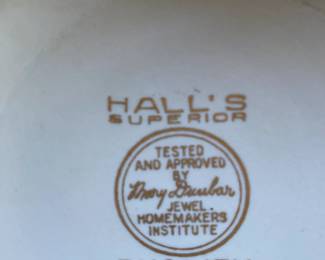 HALL'S
SUPERIOR
TESTED
AND APPROVED
BY
Mary Dunbar
JEWEL
HOMEMAKERS
INSTITUTE